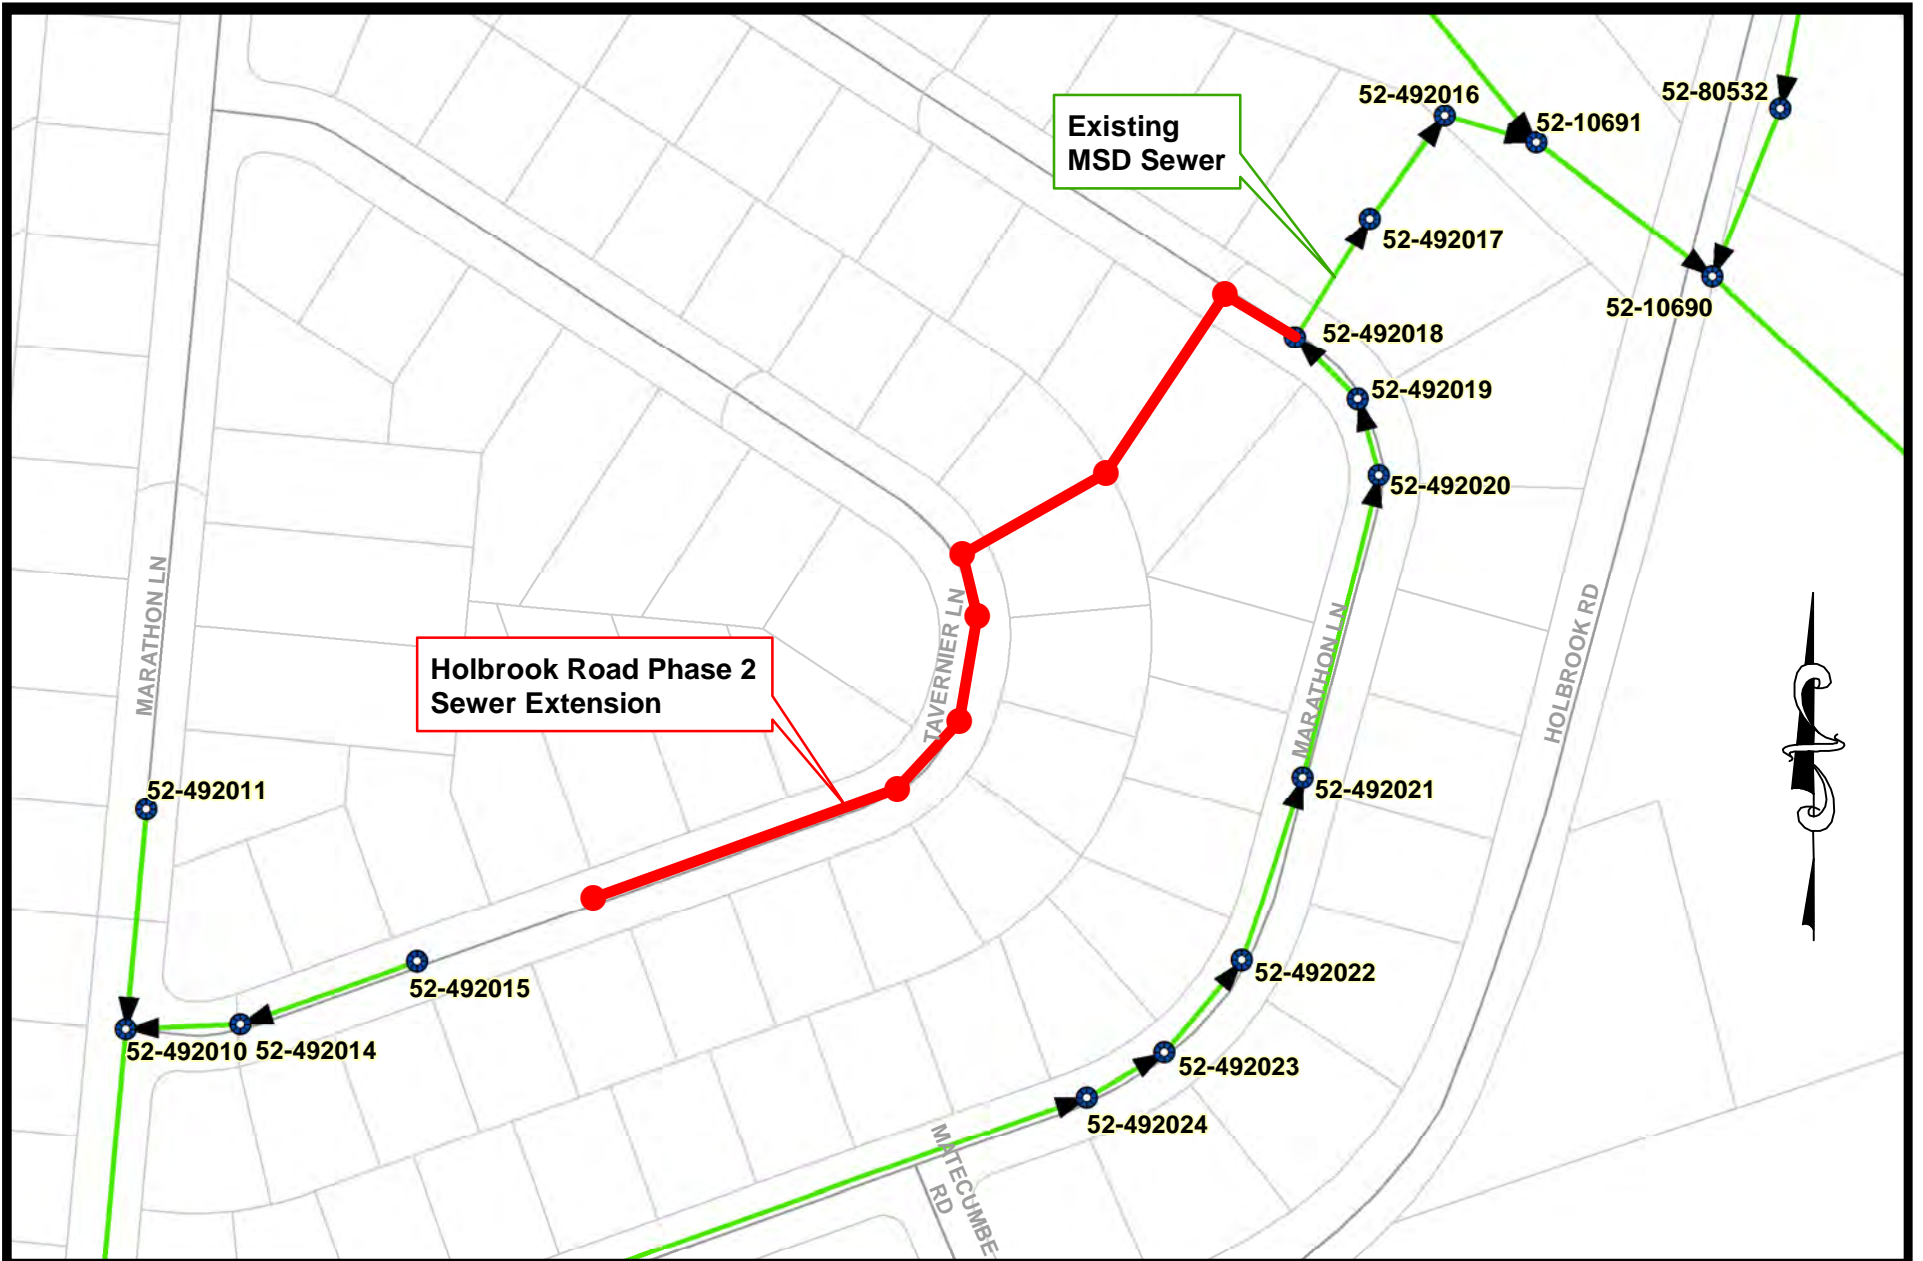 52-492016
52-80532
52-10691
Existing
MSD Sewer
52-492017
52-10690
52-492018
52-492019
52-492020
MARATHON LN
TAVERNIER LN
MARATHON LN
HOLBROOK RD
Holbrook Road Phase 2
Sewer Extension
52-492011
52-492021
52-492022
52-492015
52-492010
52-492014
52-492023
52-492024
MATECUMBE
RD